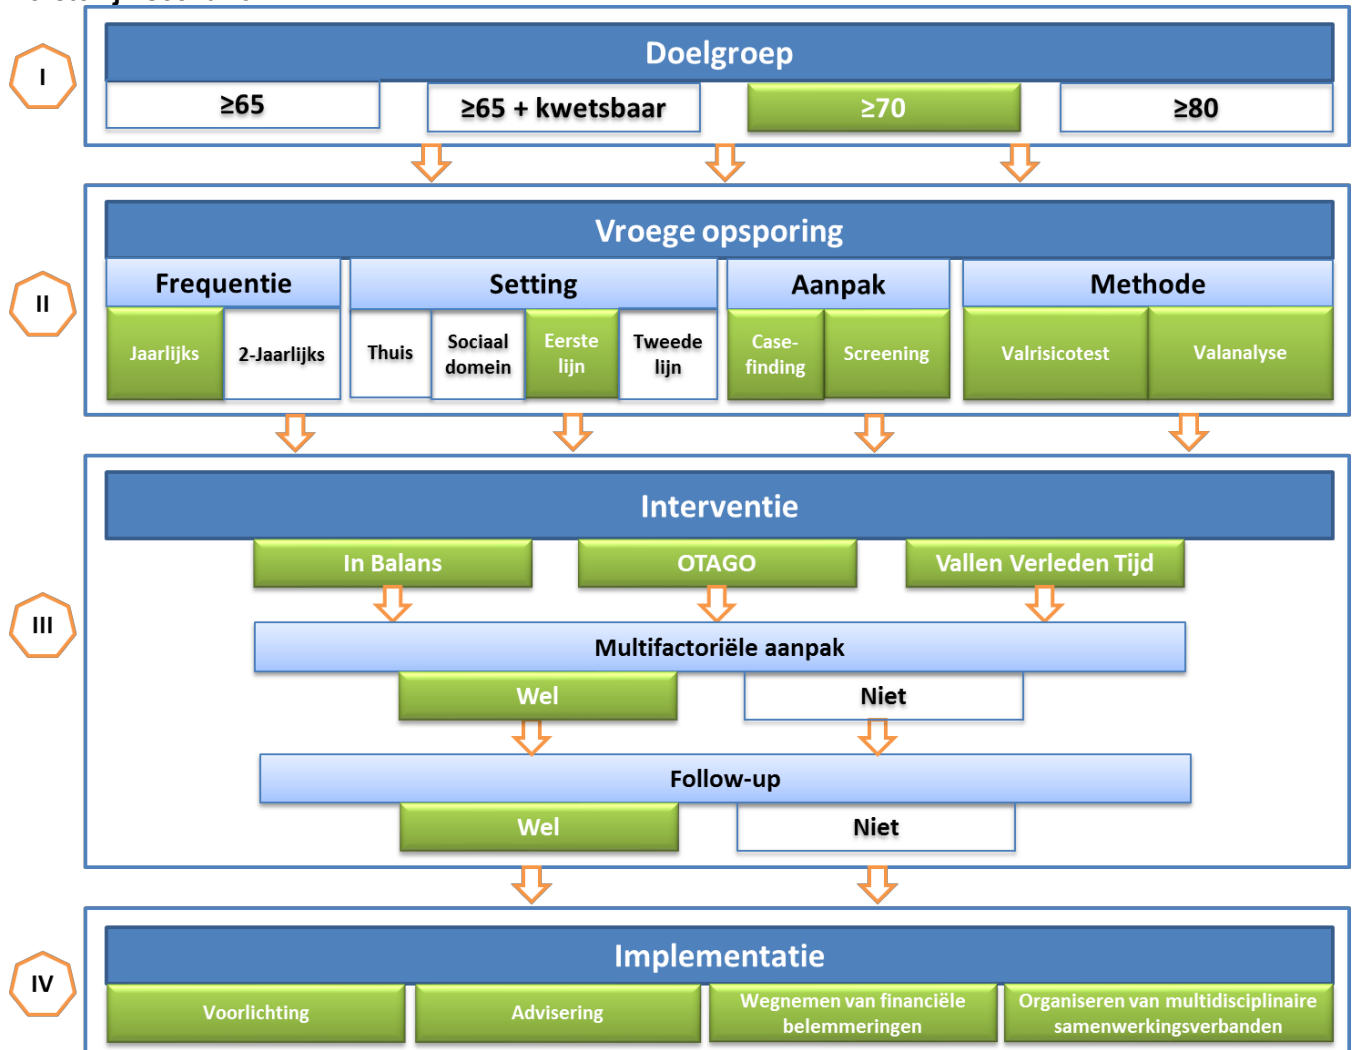 I
Doelgroep
≥65
≥65 + kwetsbaar
≥70
≥80
II
Vroege opsporing
Frequentie
Setting
Aanpak
Methode
Jaarlijks
2-Jaarlijks
Thuis
Sociaal
domein
Eerste
lijn
Tweede
lijn
Case-
finding
Screening
Valrisicotest
Valanalyse
III
Interventie
In Balans
OTAGO
Vallen Verleden Tijd
Multifactoriële aanpak
Wel
Niet
Follow-up
Wel
Niet
IV
Implementatie
Voorlichting
Advisering
Wegnemen van financiële
belemmeringen
Organiseren van multidisciplinaire
samenwerkingsverbanden